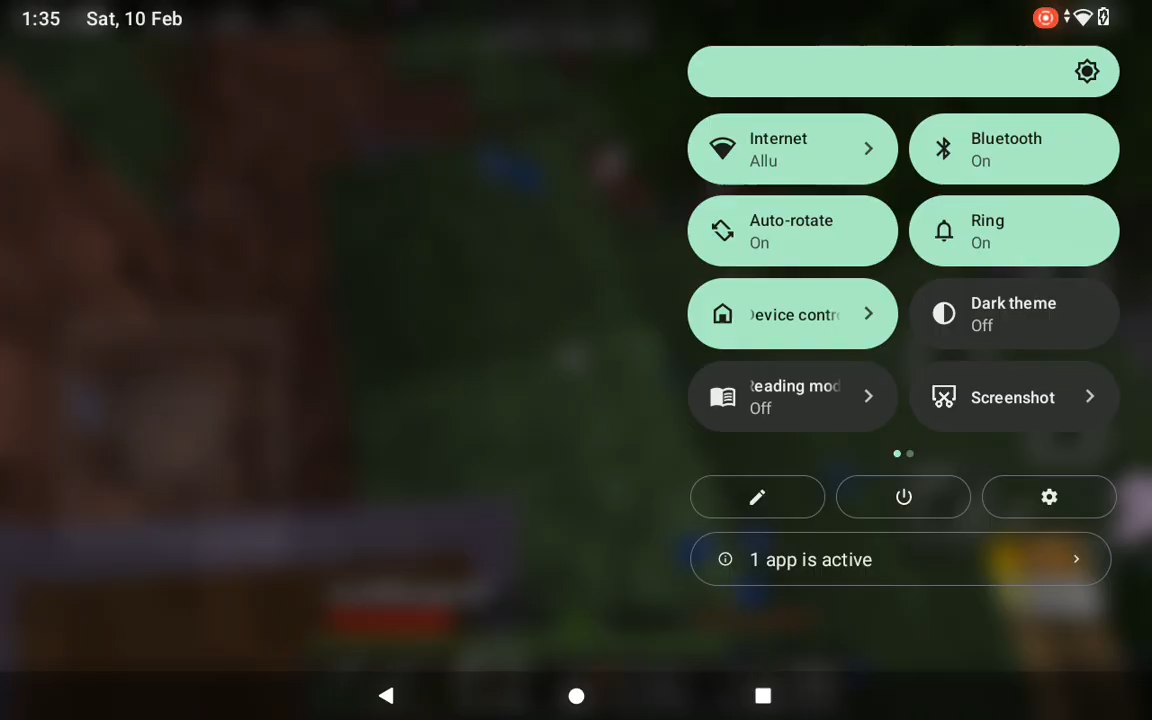 1:35 Sat, 10 Feb
Internet
Allu
Bluetooth
On
Auto-rotate
On
Ring
On
Device contro
Dark theme
Off
Reading mod
Off
Screenshot
1 app is active